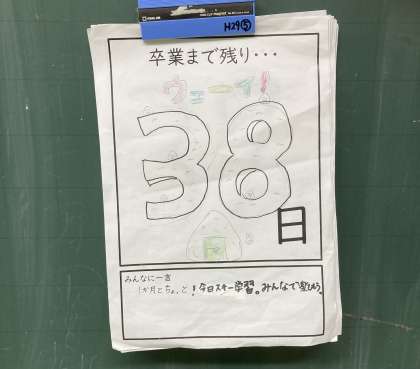 H29⑤
卒業まで残り・・・
ウェーイ!
38
日
みんなに一言
1か月とちょっと!今日スキー学習。みんなで楽しもう。